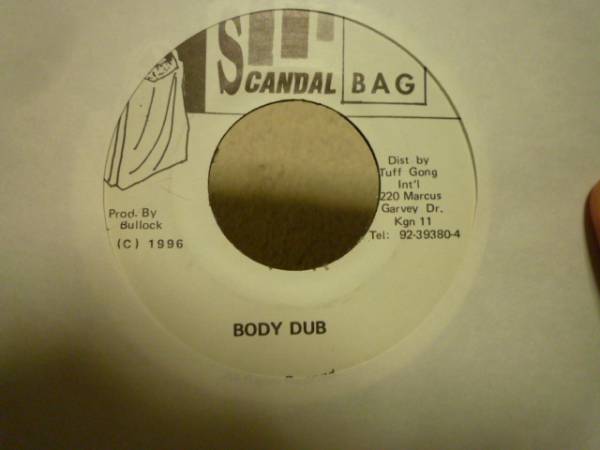 SCANDAL BAG
Dist by
Tuff Gong
Int'l
220 Marcus
Garvey Dr.
Kgn 11
Tel: 92-39380-4
Prod. By
Bullock
(C) 1996
BODY DUB